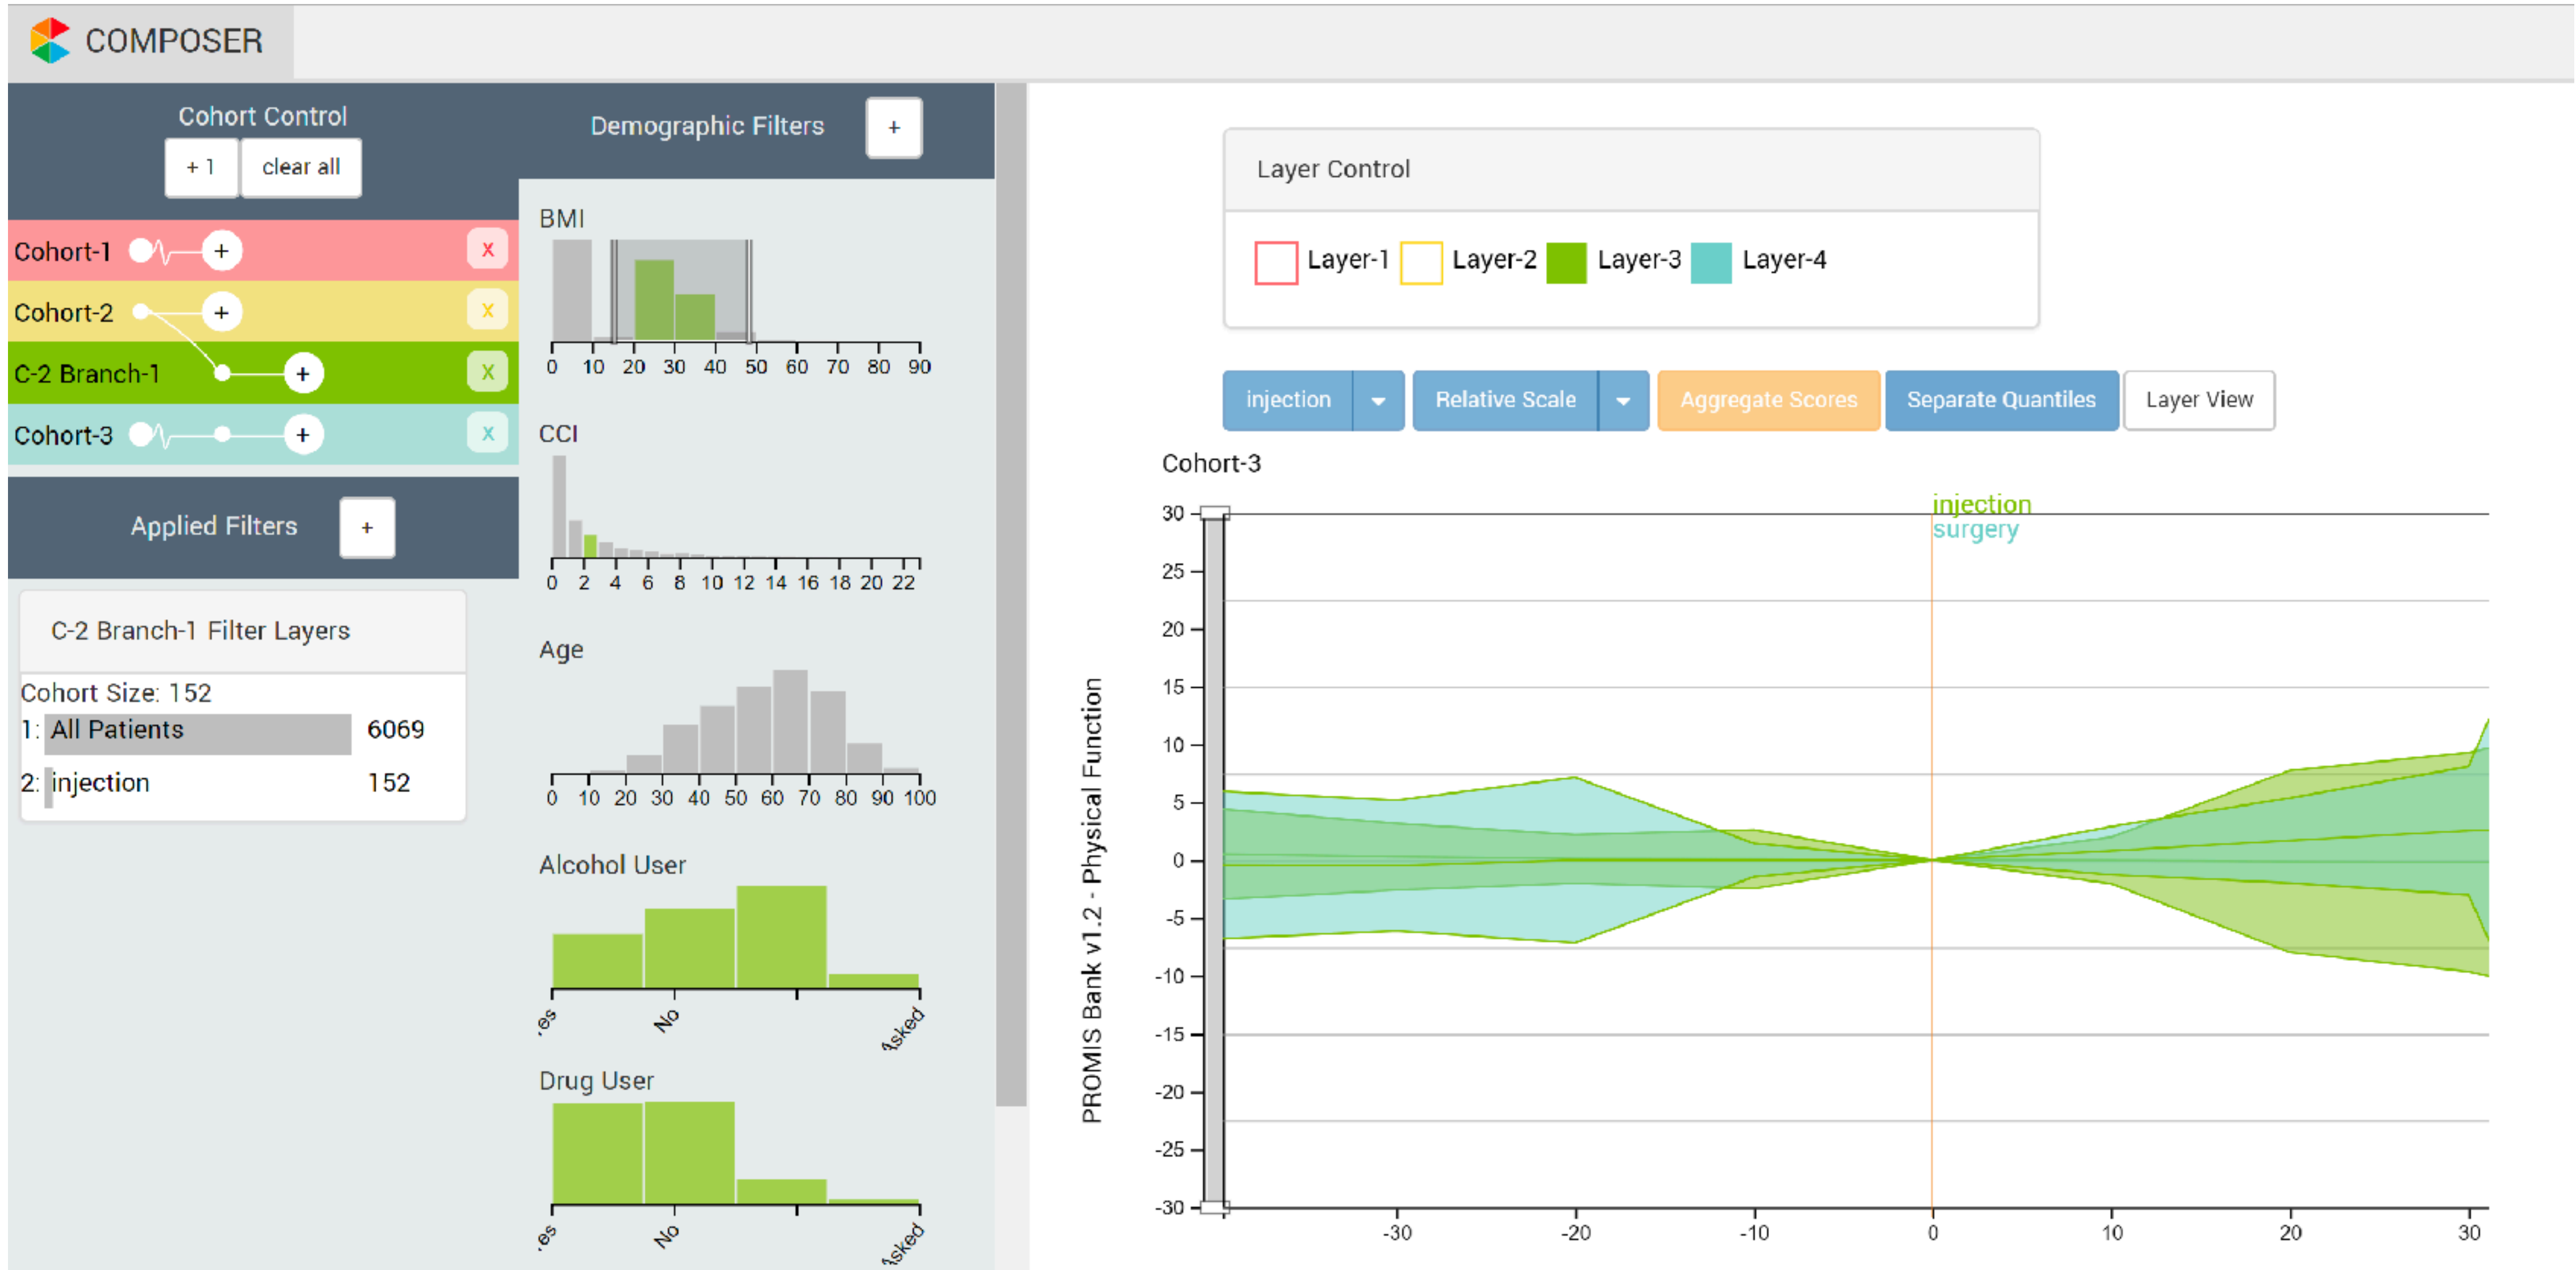 COMPOSER
Cohort Control
+ 1
clear all
Cohort-1
+
X
Cohort-2
+
X
C-2 Branch-1
+
X
Cohort-3
+
X
Applied Filters
+
C-2 Branch-1 Filter Layers
Cohort Size: 152
1: All Patients 6069
2: injection 152
Demographic Filters
+
BMI
0 10 20 30 40 50 60 70 80 90
CCI
0 2 4 6 8 10 12 14 16 18 20 22
Age
0 10 20 30 40 50 60 70 80 90 100
Alcohol User
No
Asked
Drug User
No
Asked
Layer Control
Layer-1 Layer-2 Layer-3 Layer-4
injection
Relative Scale
Aggregate Scores
Separate Quantiles
Layer View
Cohort-3
injection
surgery
PROMIS Bank v1.2 - Physical Function
30
25
20
15
10
5
0
-5
-10
-15
-20
-25
-30
-30 -20 -10 0 10 20 30